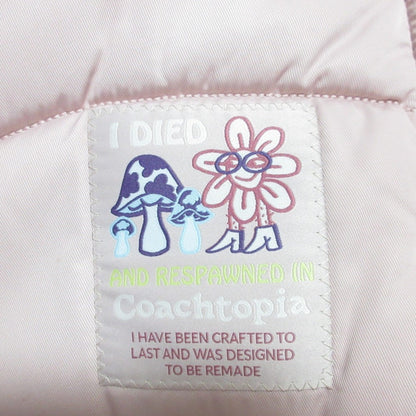 I DIED
AND RESPAWNED IN
Coachtopia
I HAVE BEEN CRAFTED TO
LAST AND WAS DESIGNED
TO BE REMADE